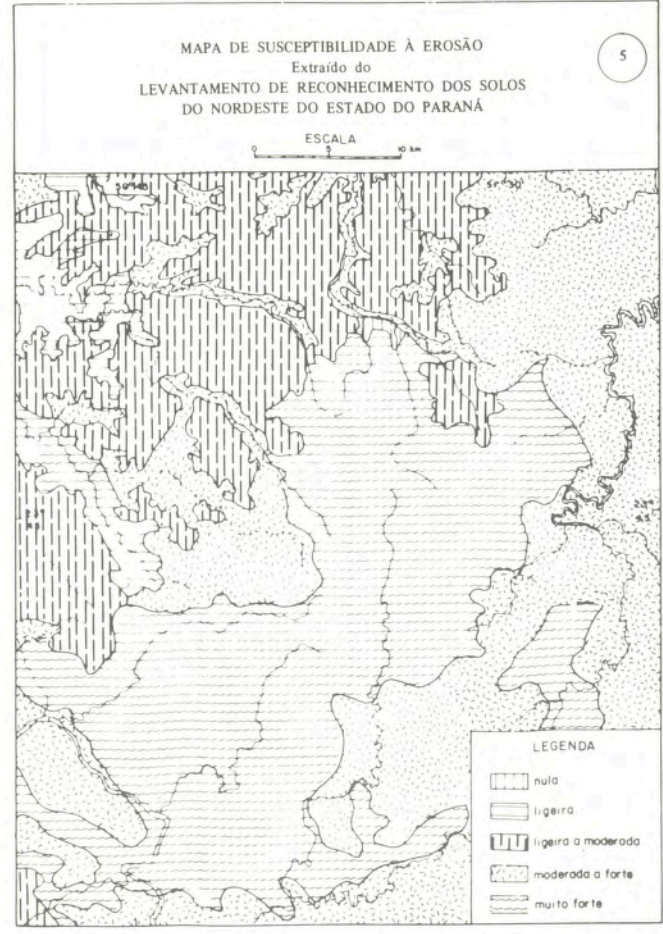 MAPA DE SUSCEPTIBILIDADE À EROSÃO
Extraído do
LEVANTAMENTO DE RECONHECIMENTO DOS SOLOS
DO NORDESTE DO ESTADO DO PARANÁ
5
ESCALA
0 5 10 km
LEGENDA
nula
ligeira
ligeira a moderada
moderada a forte
muito forte